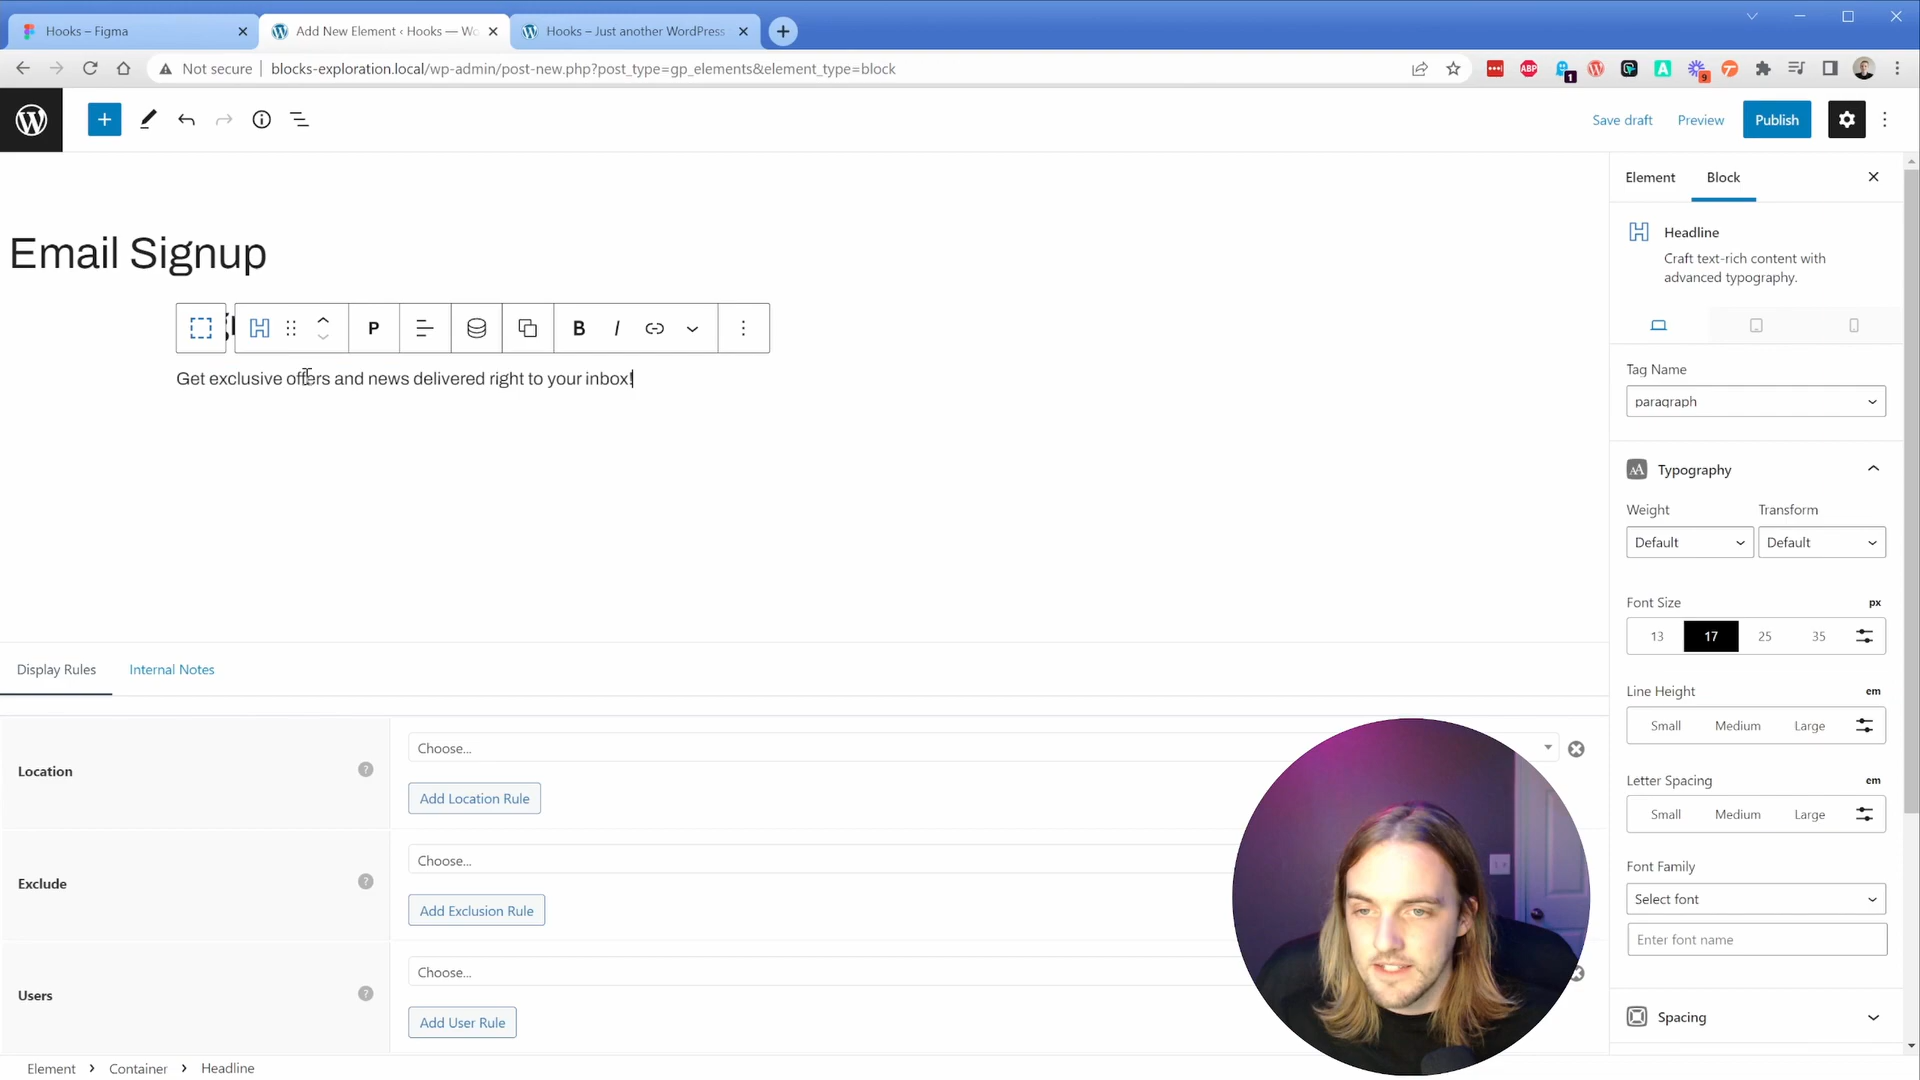 Hooks – Figma
Add New Element ‹ Hooks — Wo
Hooks – Just another WordPress
Not secure
blocks-exploration.local/wp-admin/post-new.php?post_type=gp_elements&element_type=block
ABP
1
A
9
Save draft
Preview
Publish
Element
Block
Email Signup
Headline
Craft text-rich content with
advanced typography.
P
B
I
Get exclusive offers and news delivered right to your inbox!
Tag Name
paragraph
Typography
Weight
Transform
Default
Default
Font Size
px
13
17
25
35
Line Height
em
Small
Medium
Large
Letter Spacing
em
Small
Medium
Large
Font Family
Select font
Enter font name
Spacing
Display Rules
Internal Notes
Location
?
Choose...
Add Location Rule
Exclude
?
Choose...
Add Exclusion Rule
Users
?
Choose...
Add User Rule
Element
Container
Headline